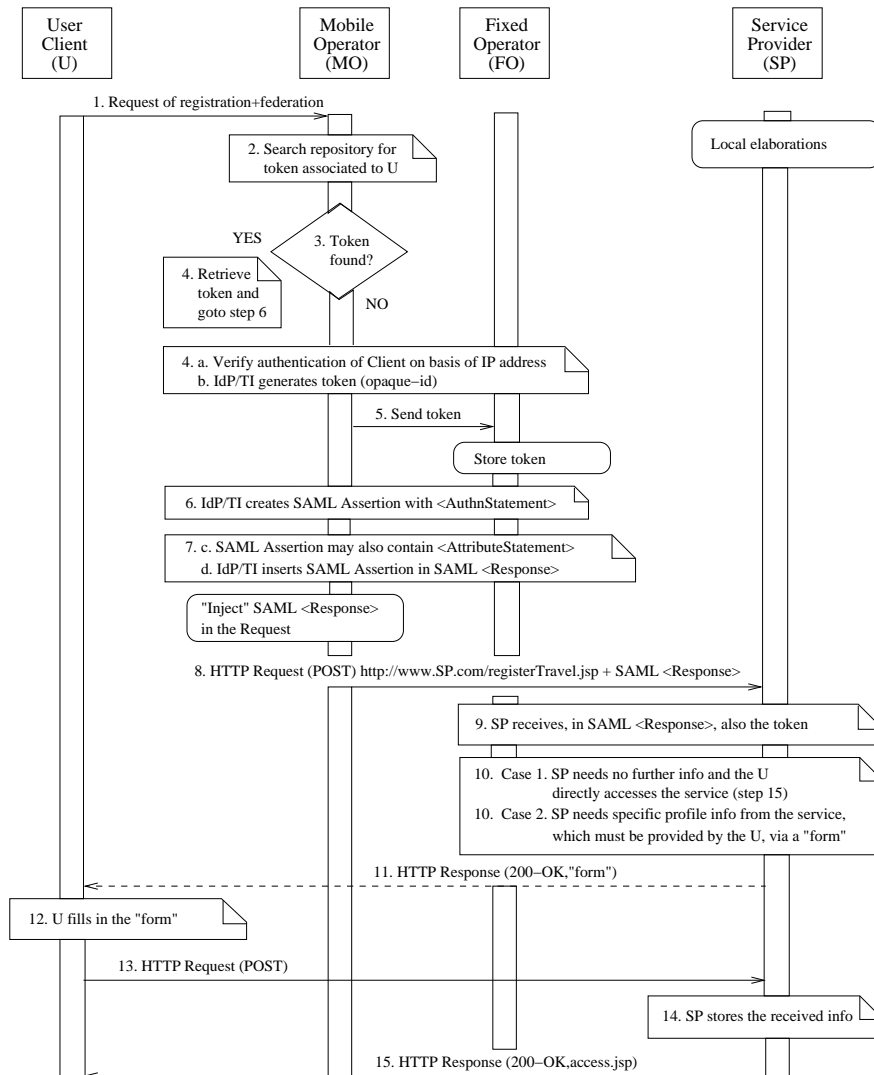 User
Client
(U)
Mobile
Operator
(MO)
Fixed
Operator
(FO)
Service
Provider
(SP)
1. Request of registration+federation
Local elaborations
2. Search repository for
token associated to U
YES
3. Token
found?
4. Retrieve
token and
goto step 6
NO
4. a. Verify authentication of Client on basis of IP address
b. IdP/TI generates token (opaque−id)
5. Send token
Store token
6. IdP/TI creates SAML Assertion with <AuthnStatement>
7. c. SAML Assertion may also contain <AttributeStatement>
d. IdP/TI inserts SAML Assertion in SAML <Response>
"Inject" SAML <Response>
in the Request
8. HTTP Request (POST) http://www.SP.com/registerTravel.jsp + SAML <Response>
9. SP receives, in SAML <Response>, also the token
10. Case 1. SP needs no further info and the U
directly accesses the service (step 15)
10. Case 2. SP needs specific profile info from the service,
which must be provided by the U, via a "form"
11. HTTP Response (200−OK,"form")
12. U fills in the "form"
13. HTTP Request (POST)
14. SP stores the received info
15. HTTP Response (200−OK,access.jsp)